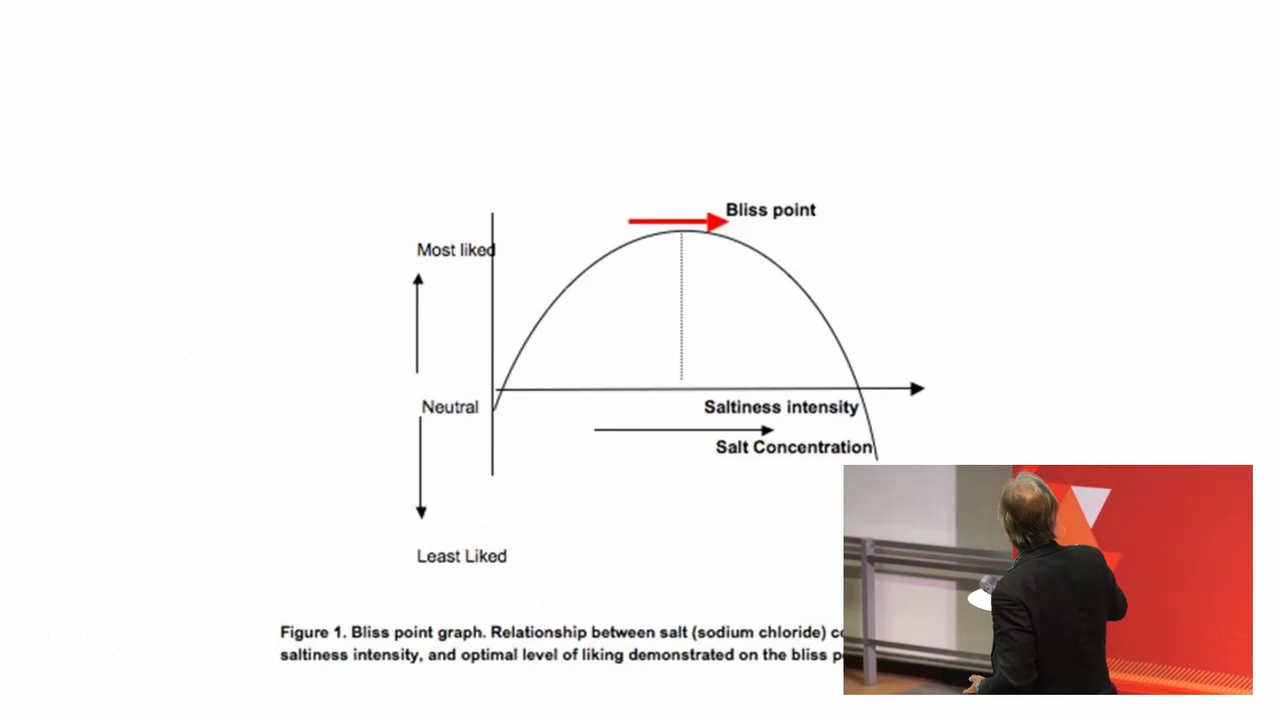 Bliss point
Most liked
Neutral
Saltiness intensity
Salt Concentration
Least Liked
Figure 1. Bliss point graph. Relationship between salt (sodium chloride)
saltiness intensity, and optimal level of liking demonstrated on the bliss